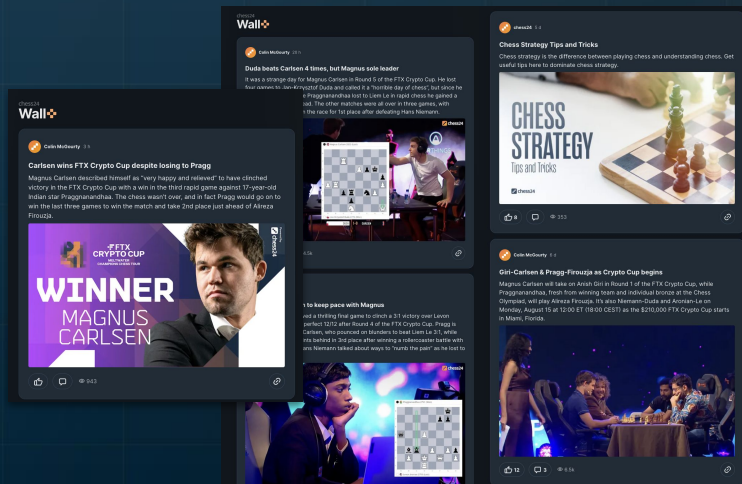 chess24
Wall
Colin McGourty 3 h
Carlsen wins FTX Crypto Cup despite losing to Pragg
Magnus Carlsen described himself as "very happy and relieved" to have clinched
victory in the FTX Crypto Cup with a win in the third rapid game against 17-year-old
Indian star Praggnanandhaa. The chess wasn't over, and in fact Pragg would go on to
win the last three games to win the match and take 2nd place just ahead of Alireza
Firouzja.
FTX
CRYPTO CUP
MELTWATER
CHAMPIONS CHESS TOUR
chess24
WINNER
MAGNUS
CARLSEN
943
chess24
Wall
Colin McGourty 20 h
Duda beats Carlsen 4 times, but Magnus sole leader
It was a strange day for Magnus Carlsen in Round 5 of the FTX Crypto Cup. He lost
four games to Jan-Krzysztof Duda and called it a "horrible day of chess", but since he
Praggnanandhaa lost to Liem Le in rapid chess he gained a
ead. The other matches were all over in three games, with
n the race for 1st place after defeating Hans Niemann.
chess24
4.5k
n to keep pace with Magnus
ved a thrilling final game to clinch a 3:1 victory over Levon
perfect 12/12 after Round 4 of the FTX Crypto Cup. Pragg is
Carlsen, who pounced on blunders to beat Liem Le 3:1, while
nts behind in 3rd place after winning a rollercoaster battle with
ans Niemann talked about ways to "numb the pain" as he lost to
chess24
chess24 5 d
Chess Strategy Tips and Tricks
Chess strategy is the difference between playing chess and understanding chess. Get
useful tips here to dominate chess strategy.
CHESS
STRATEGY
Tips and Tricks
chess24
8
353
Colin McGourty 5 d
Giri-Carlsen & Pragg-Firouzja as Crypto Cup begins
Magnus Carlsen will take on Anish Giri in Round 1 of the FTX Crypto Cup, while
Praggnanandhaa, fresh from winning team and individual bronze at the Chess
Olympiad, will play Alireza Firouzja. It's also Niemann-Duda and Aronian-Le on
Monday, August 15 at 12:00 ET (18:00 CEST) as the $210,000 FTX Crypto Cup starts
in Miami, Florida.
12
3
6.5k